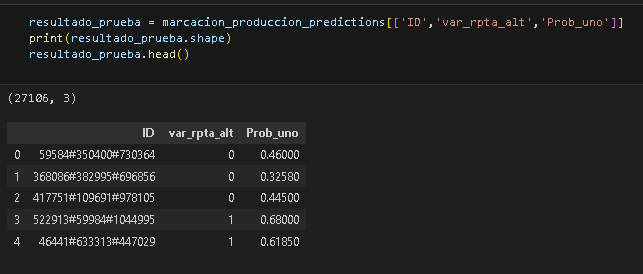 resultado_prueba = marcacion_produccion_predictions[['ID','var_rpta_alt','Prob_uno']]
print(resultado_prueba.shape)
resultado_prueba.head()
(27106, 3)
ID var_rpta_alt Prob_uno
0 59584#350400#730364 0 0.46000
1 368086#382995#696856 0 0.32580
2 417751#109691#978105 0 0.44500
3 522913#59984#1044995 1 0.68000
4 46441#633313#447029 1 0.61850